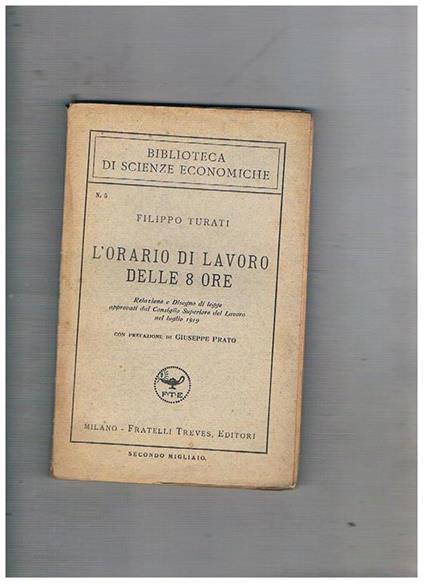 BIBLIOTECA
DI SCIENZE ECONOMICHE
N. 5
FILIPPO TURATI
L'ORARIO DI LAVORO
DELLE 8 ORE
Relazione e Disegno di legge
approvati dal Consiglio Superiore del Lavoro
nel luglio 1919
CON PREFAZIONE DI GIUSEPPE PRATO
F·T·E
MILANO - FRATELLI TREVES, EDITORI
SECONDO MIGLIAIO.